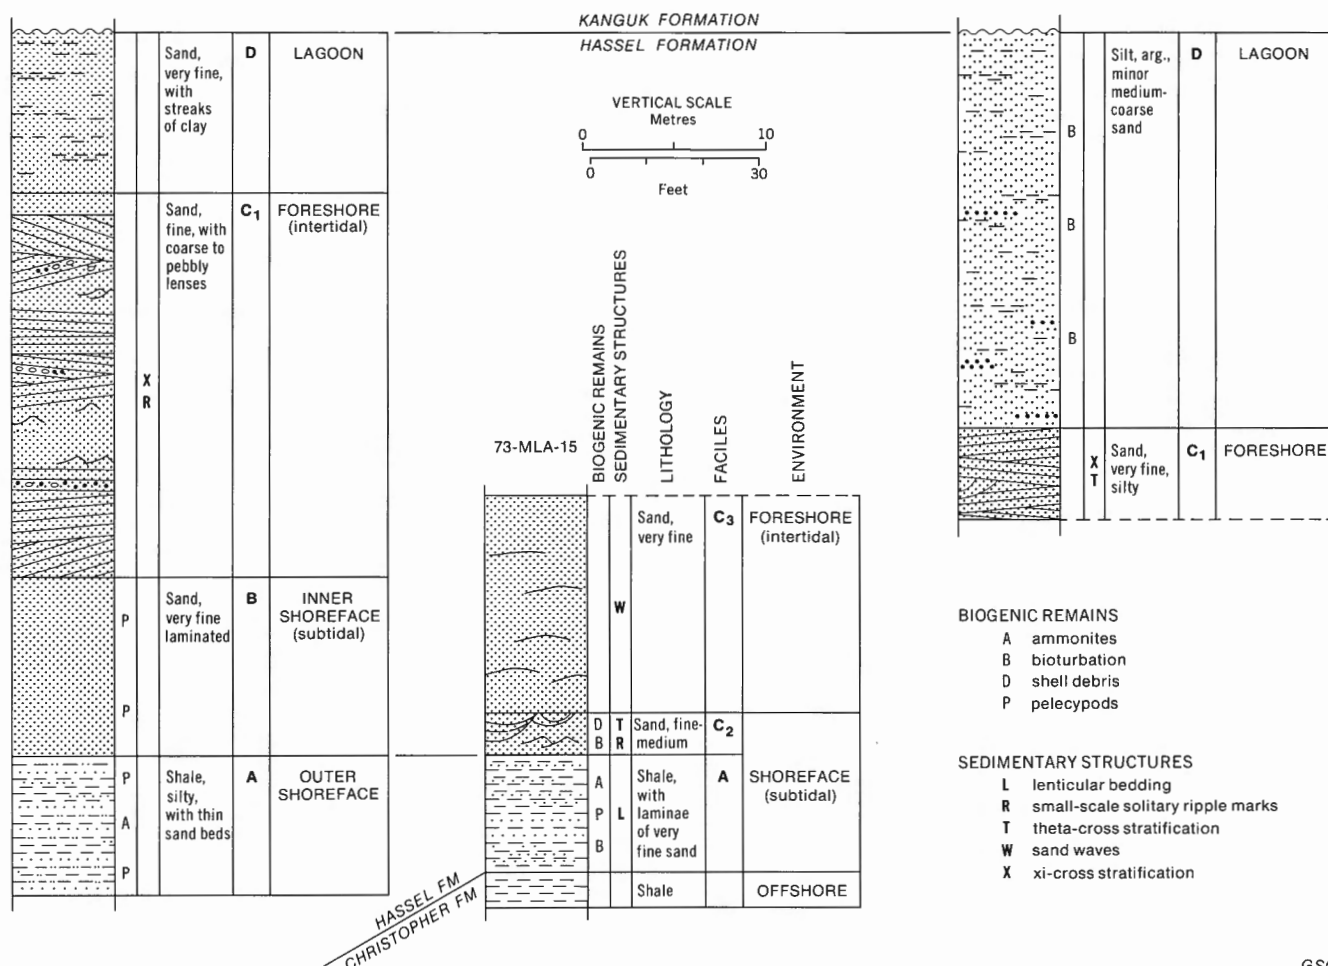 KANGUK FORMATION
HASSEL FORMATION
VERTICAL SCALE
Metres
0 10
0 30
Feet
Sand,
very fine,
with
streaks
of clay
D
LAGOON
X
R
Sand,
fine, with
coarse to
pebbly
lenses
C1
FORESHORE
(intertidal)
P
P
Sand,
very fine
laminated
B
INNER
SHOREFACE
(subtidal)
P
A
P
Shale,
silty,
with thin
sand beds
A
OUTER
SHOREFACE
73-MLA-15
BIOGENIC REMAINS
SEDIMENTARY STRUCTURES
LITHOLOGY
FACILES
ENVIRONMENT
W
Sand,
very fine
C3
FORESHORE
(intertidal)
D
B
T
R
Sand, fine-
medium
C2
A
P
B
L
Shale,
with
laminae
of very
fine sand
A
SHOREFACE
(subtidal)
Shale
OFFSHORE
HASSEL FM
CHRISTOPHER FM
B
B
B
Silt, arg.,
minor
medium-
coarse
sand
D
LAGOON
X
T
Sand,
very fine,
silty
C1
FORESHORE
BIOGENIC REMAINS
A ammonites
B bioturbation
D shell debris
P pelecypods
SEDIMENTARY STRUCTURES
L lenticular bedding
R small-scale solitary ripple marks
T theta-cross stratification
W sand waves
X xi-cross stratification